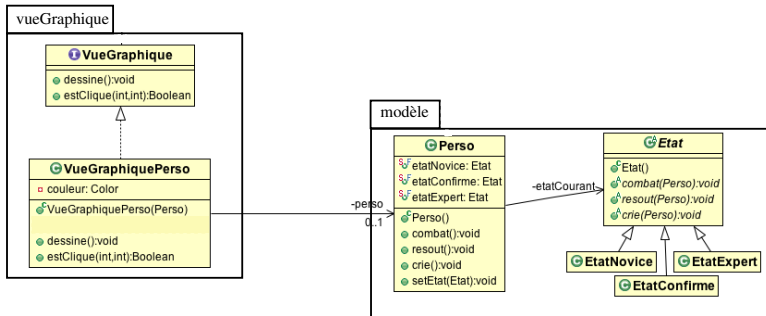 vueGraphique
VueGraphique
dessine():void
estClique(int,int):Boolean
VueGraphiquePerso
couleur: Color
VueGraphiquePerso(Perso)
dessine():void
estClique(int,int):Boolean
-perso
0..1
modèle
Perso
etatNovice: Etat
etatConfirme: Etat
etatExpert: Etat
Perso()
combat():void
resout():void
crie():void
setEtat(Etat):void
-etatCourant
Etat
Etat()
combat(Perso):void
resout(Perso):void
crie(Perso):void
EtatNovice
EtatExpert
EtatConfirme